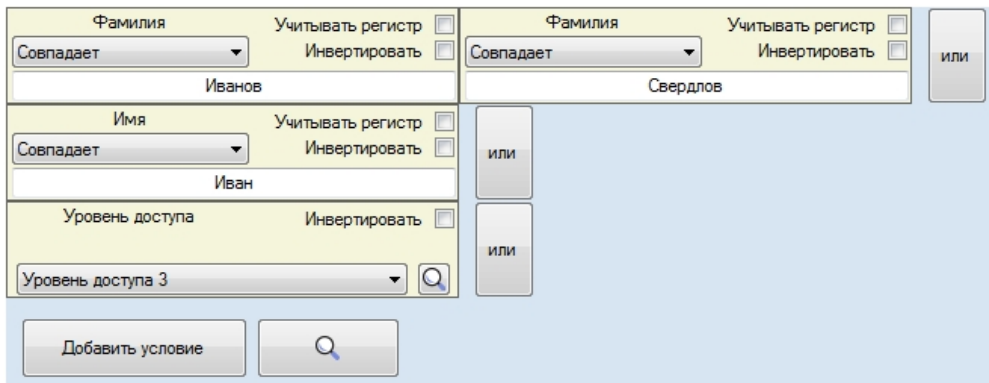 Фамилия Учитывать регистр Фамилия Учитывать регистр
Совпадает Инвертировать Совпадает Инвертировать или
Иванов Свердлов
Имя Учитывать регистр
Совпадает Инвертировать или
Иван
Уровень доступа Инвертировать
или
Уровень доступа 3
Добавить условие